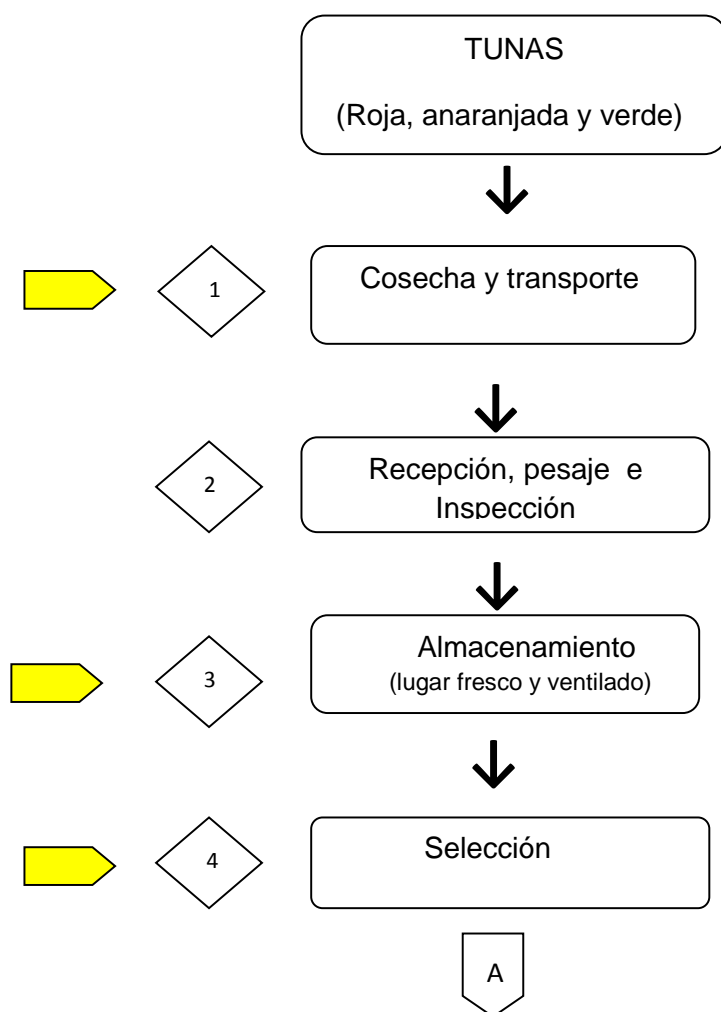 TUNAS
(Roja, anaranjada y verde)
1
Cosecha y transporte
2
Recepción, pesaje e
Inspección
3
Almacenamiento
(lugar fresco y ventilado)
4
Selección
A